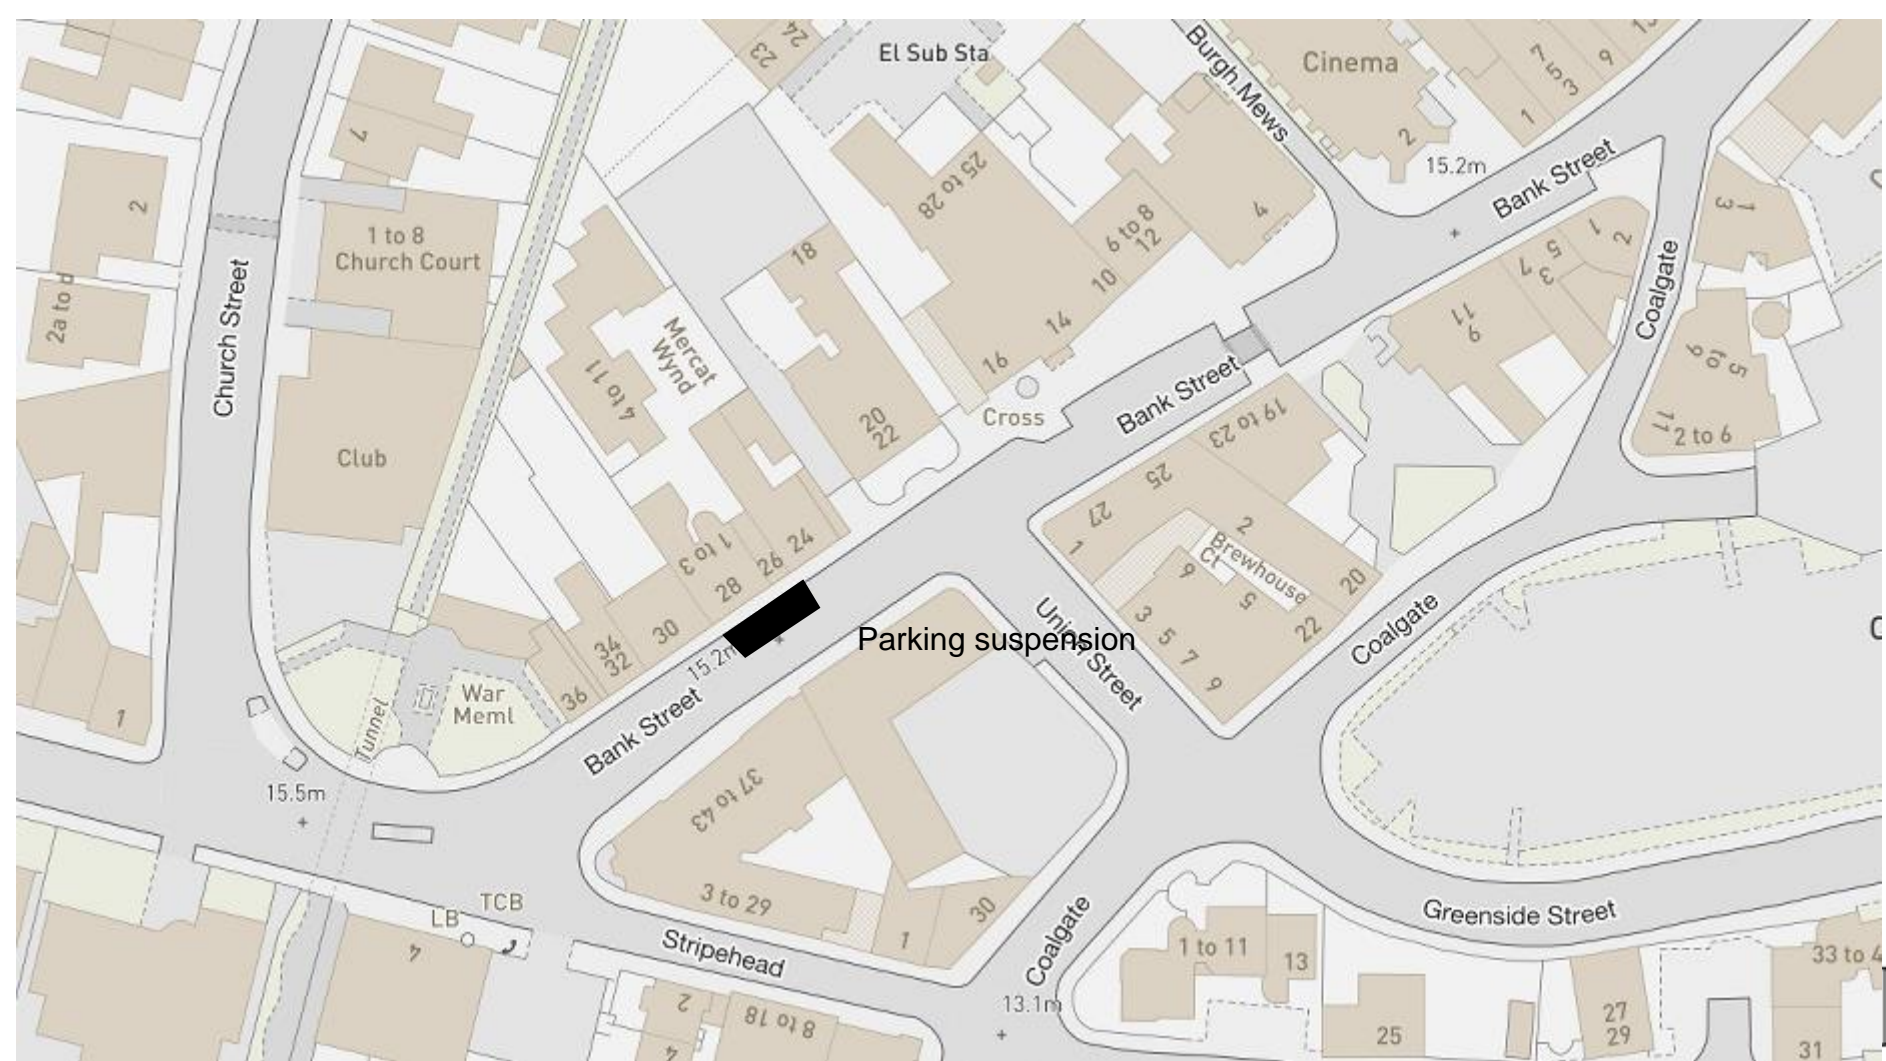 24
23
El Sub Sta
Burgh Mews
Cinema
2
7
5
3
9
1
15.2m
Bank Street
7
2
1 to 8
Church Court
2a to d
Church Street
Club
25 to 28
18
6 to 8
12
4
10
14
16
Cross
Mercat
Wynd
4 to 11
20
22
Bank Street
1
2
5
7
3
11
9
Coalgate
1
3
5
to
9
11
2 to 6
19 to 23
25
27
1
2
Brewhouse
Ct
6
5
20
22
3
5
7
9
Coalgate
1 to 3
24
26
28
30
34
32
36
15.2m
Parking suspension
Union Street
Bank Street
War
Meml
Tunnel
1
15.5m
37 to 43
3 to 29
1
30
LB
TCB
4
Stripehead
Coalgate
Greenside Street
1 to 11
13
13.1m
2
8 to 18
4
25
27
29
33 to 4
31